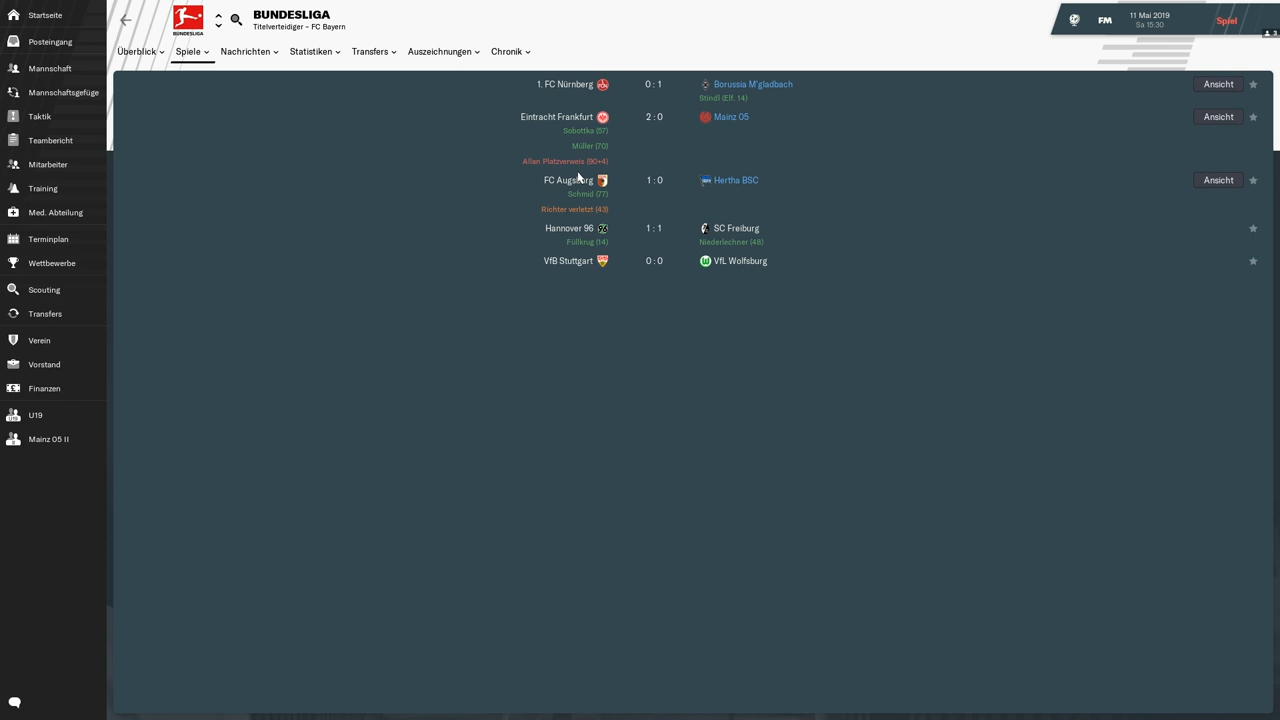 Startseite
Posteingang
Mannschaft
Mannschaftsgefüge
Taktik
Teambericht
Mitarbeiter
Training
Med. Abteilung
Terminplan
Wettbewerbe
Scouting
Transfers
Verein
Vorstand
Finanzen
U19
Mainz 05 II
BUNDESLIGA
BUNDESLIGA
Titelverteidiger – FC Bayern
FM
11 Mai 2019
Sa 15:30
Spiel
3
Überblick
Spiele
Nachrichten
Statistiken
Transfers
Auszeichnungen
Chronik
1. FC Nürnberg 0 : 1 Borussia M'gladbach Ansicht
Stindl (Elf. 14)
Eintracht Frankfurt 2 : 0 Mainz 05 Ansicht
Sobottka (57)
Müller (70)
Allan Platzverweis (90+4)
FC Augsburg 1 : 0 Hertha BSC Ansicht
Schmid (77)
Richter verletzt (43)
Hannover 96 1 : 1 SC Freiburg
Füllkrug (14) Niederlechner (48)
VfB Stuttgart 0 : 0 VfL Wolfsburg